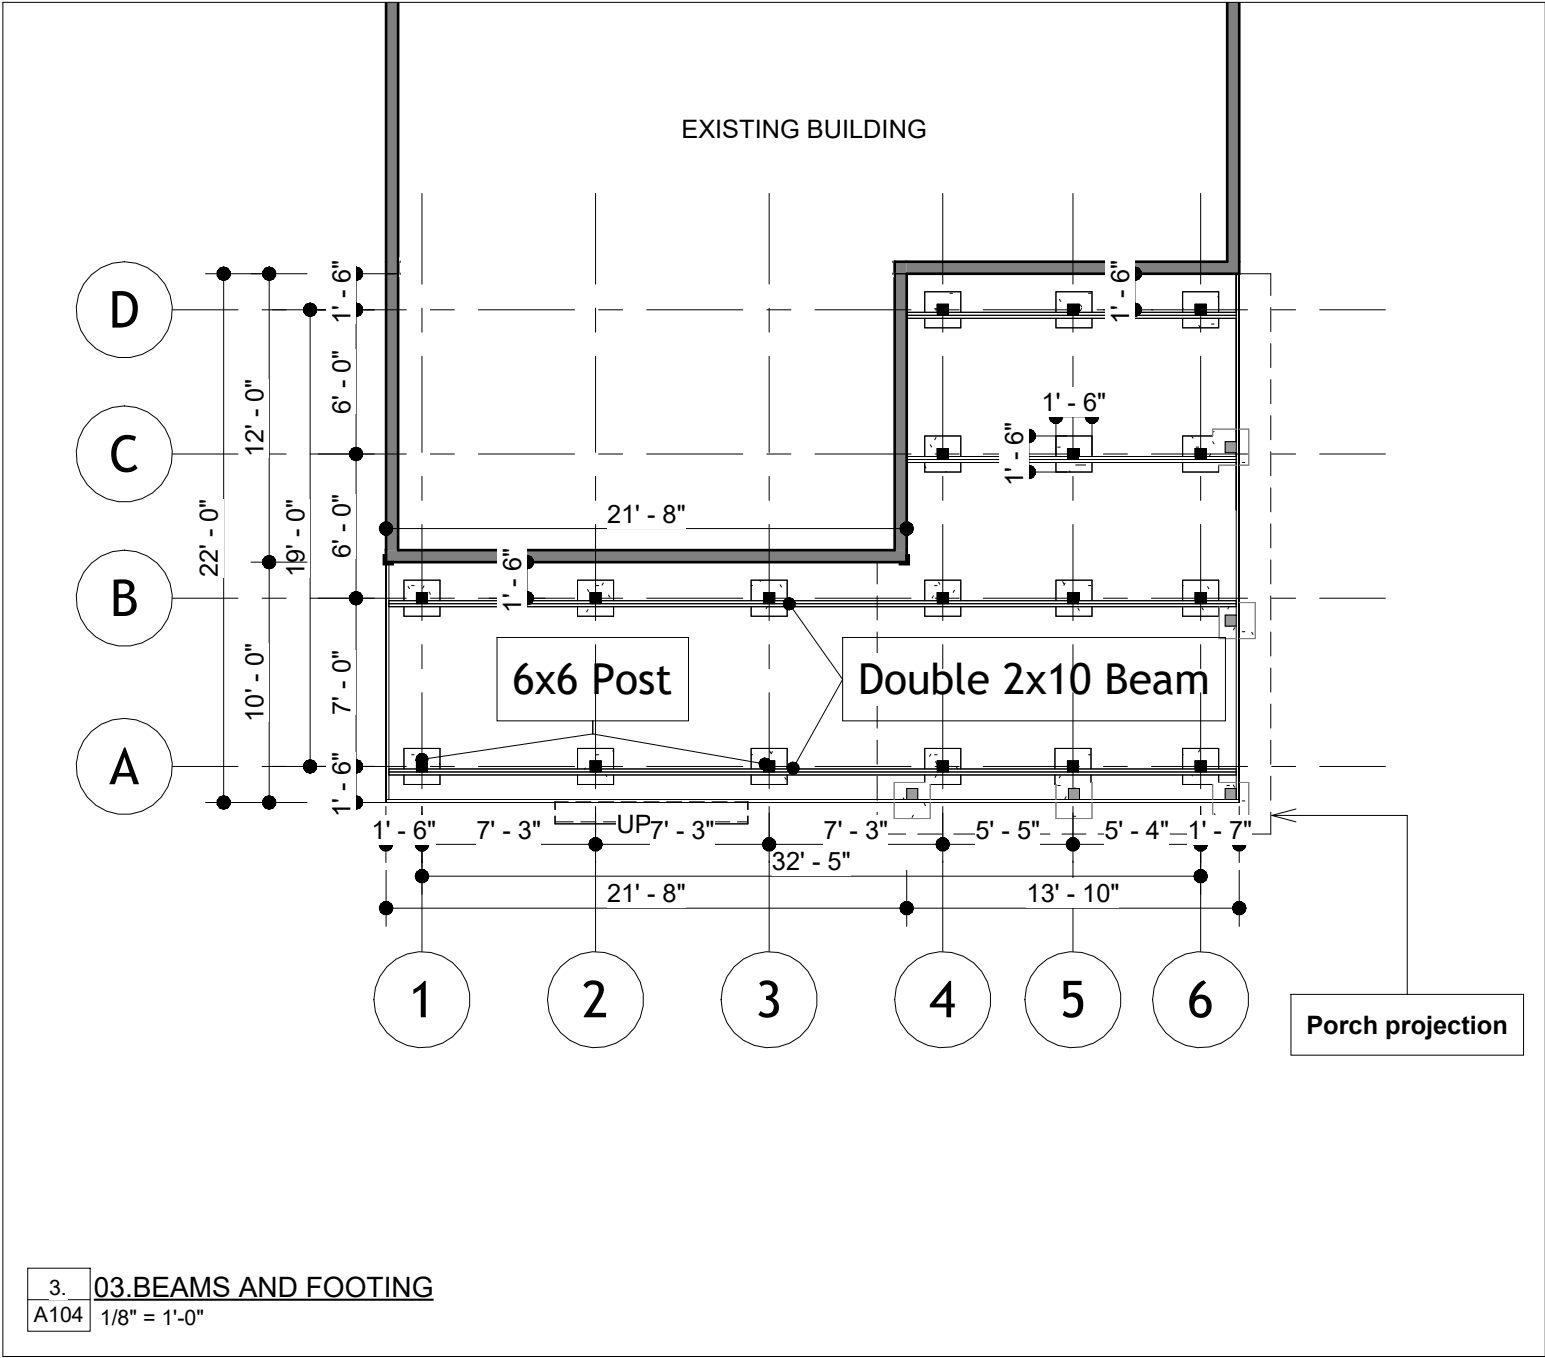 EXISTING BUILDING
D
C
B
A
1' - 6"
6' - 0"
6' - 0"
7' - 0"
1' - 6"
12' - 0"
10' - 0"
22' - 0"
19' - 0"
21' - 8"
1' - 6"
1' - 6"
1' - 6"
1' - 6"
6x6 Post
Double 2x10 Beam
UP
1' - 6"
7' - 3"
7' - 3"
7' - 3"
5' - 5"
5' - 4"
1' - 7"
32' - 5"
21' - 8"
13' - 10"
1
2
3
4
5
6
Porch projection
3.
A104
03.BEAMS AND FOOTING
1/8" = 1'-0"